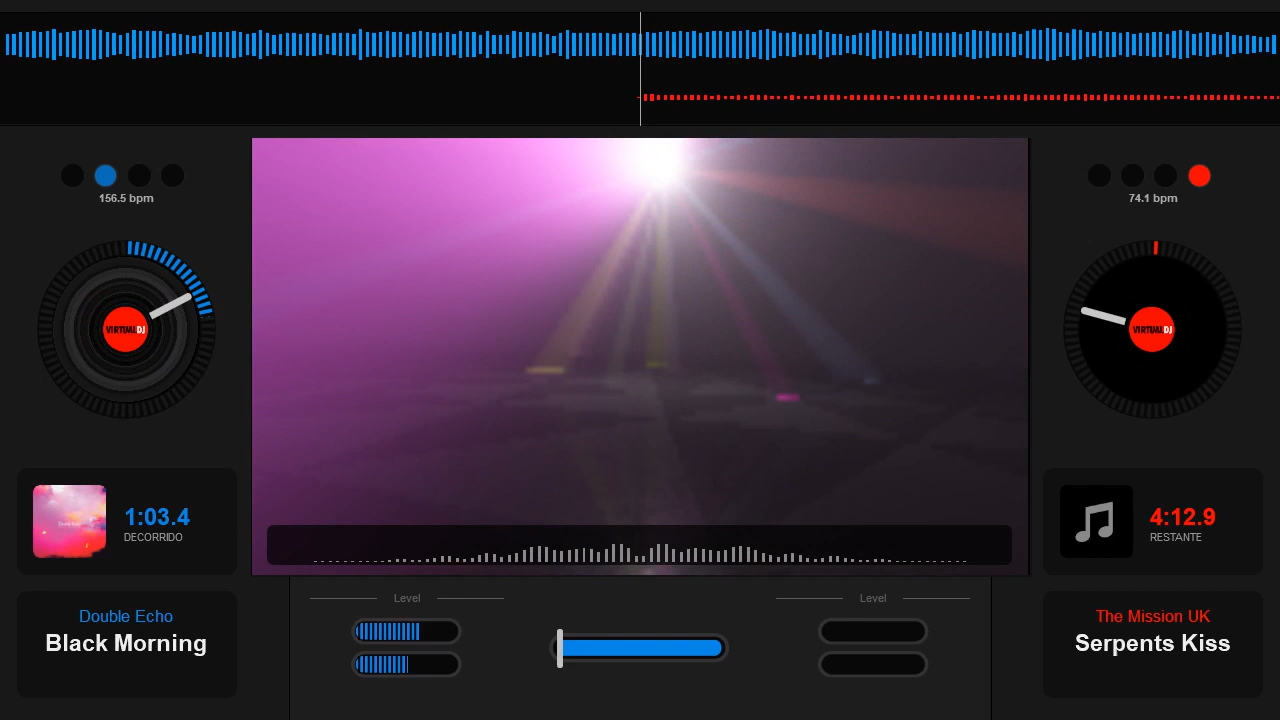 156.5 bpm
74.1 bpm
VIRTUALDJ
VIRTUALDJ
1:03.4
DECORRIDO
4:12.9
RESTANTE
Double Echo
Black Morning
Level
Level
The Mission UK
Serpents Kiss